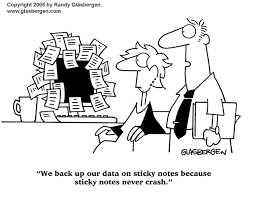 Copyright 2005 by Randy Glasbergen.
www.glasbergen.com
GLASBERGEN
“We back up our data on sticky notes because
sticky notes never crash.”